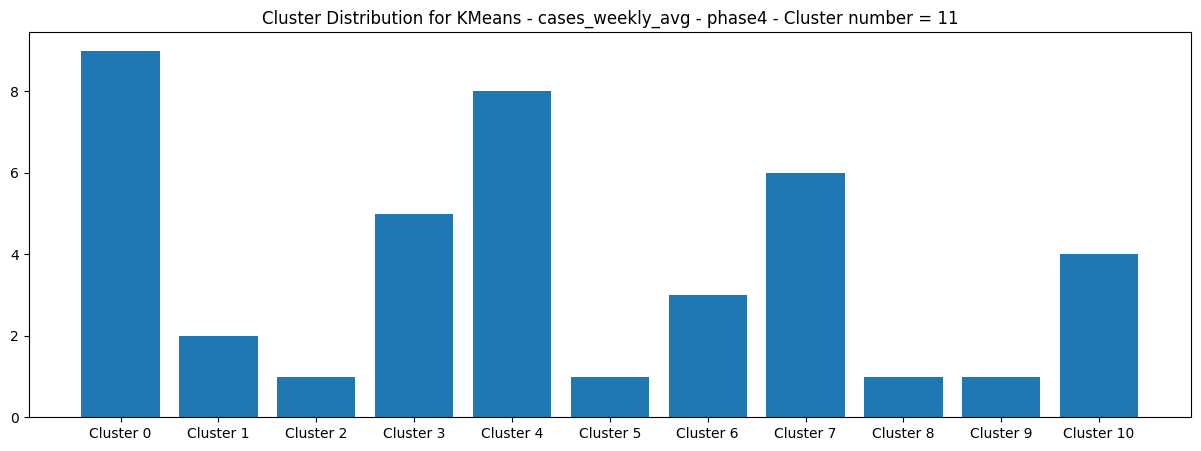 Cluster Distribution for KMeans - cases_weekly_avg - phase4 - Cluster number = 11
8
6
4
2
0
Cluster 0 Cluster 1 Cluster 2 Cluster 3 Cluster 4 Cluster 5 Cluster 6 Cluster 7 Cluster 8 Cluster 9 Cluster 10